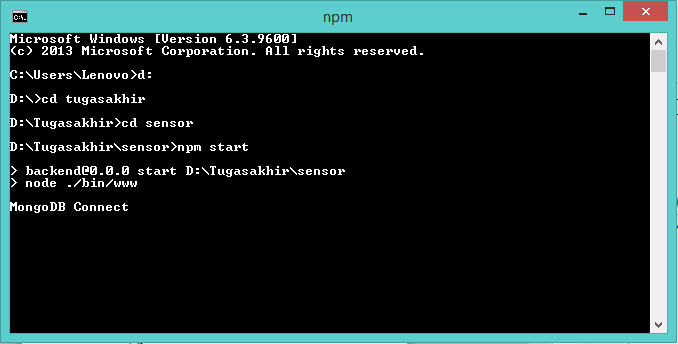 npm
Microsoft Windows [Version 6.3.9600]
(c) 2013 Microsoft Corporation. All rights reserved.
C:\Users\Lenovo>d:
D:\>cd tugasakhir
D:\Tugasakhir>cd sensor
D:\Tugasakhir\sensor>npm start
> backend@0.0.0 start D:\Tugasakhir\sensor
> node ./bin/www
MongoDB Connect